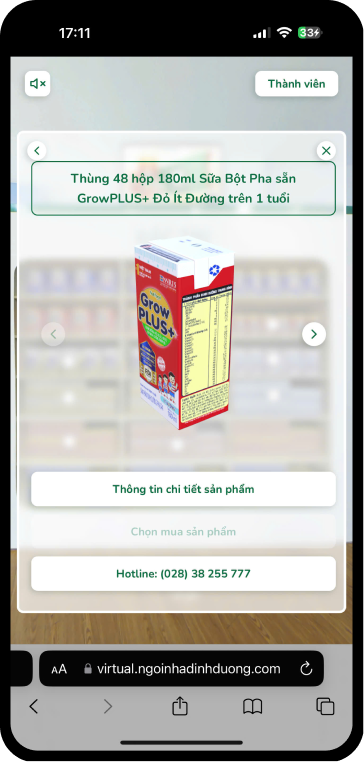 17:11
33
Thành viên
Thùng 48 hộp 180ml Sữa Bột Pha sẵn
GrowPLUS+ Đỏ Ít Đường trên 1 tuổi
Grow
PLUS+
Thông tin chi tiết sản phẩm
Chọn mua sản phẩm
Hotline: (028) 38 255 777
AA
virtual.ngoinhadinhduong.com